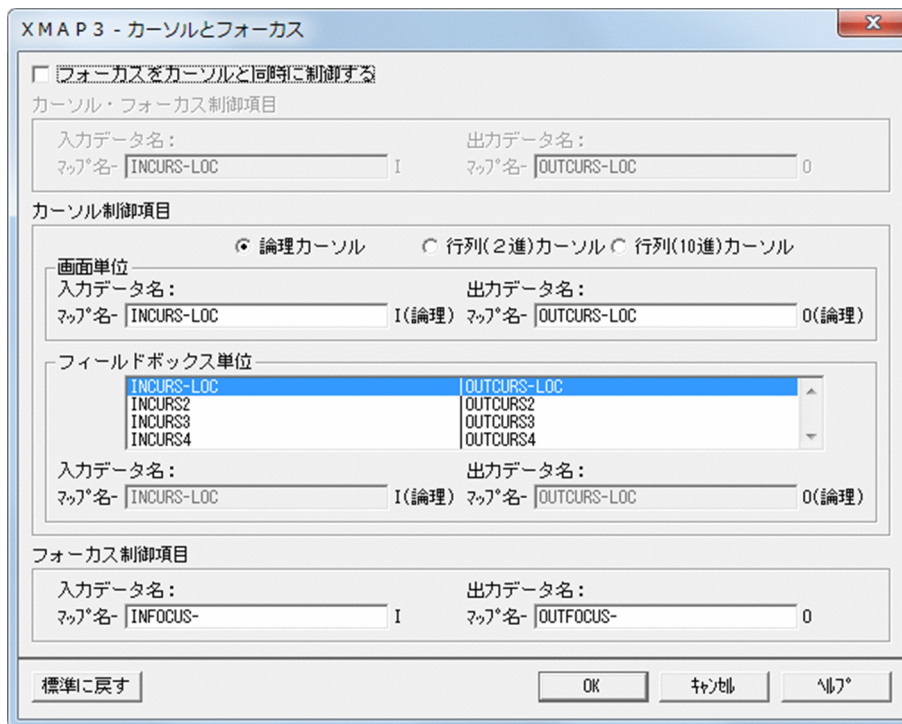 ＸＭＡＰ３ - カーソルとフォーカス
フォーカスをカーソルと同時に制御する
カーソル・フォーカス制御項目
入力データ名： 出力データ名：
ﾏｯﾌﾟ名- INCURS-LOC I ﾏｯﾌﾟ名- OUTCURS-LOC O
カーソル制御項目
論理カーソル 行列(２進)カーソル 行列(10進)カーソル
画面単位
入力データ名： 出力データ名：
ﾏｯﾌﾟ名- INCURS-LOC I(論理) ﾏｯﾌﾟ名- OUTCURS-LOC O(論理)
フィールドボックス単位
INCURS-LOC |OUTCURS-LOC
INCURS2 |OUTCURS2
INCURS3 |OUTCURS3
INCURS4 |OUTCURS4
入力データ名： 出力データ名：
ﾏｯﾌﾟ名- INCURS-LOC I(論理) ﾏｯﾌﾟ名- OUTCURS-LOC O(論理)
フォーカス制御項目
入力データ名： 出力データ名：
ﾏｯﾌﾟ名- INFOCUS- I ﾏｯﾌﾟ名- OUTFOCUS- O
標準に戻す OK ｷｬﾝｾﾙ ﾍﾙﾌﾟ